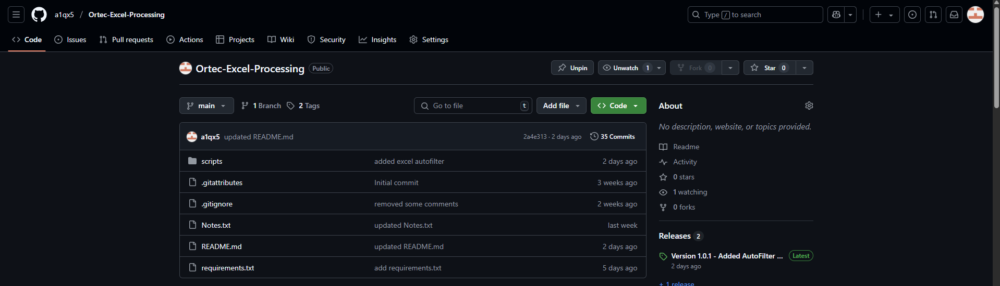 a1qx5 / Ortec-Excel-Processing
Type / to search
Code Issues Pull requests Actions Projects Wiki Security Insights Settings
Ortec-Excel-Processing Public
Unpin Unwatch 1 Fork 0 Star 0
main 1 Branch 2 Tags
Go to file t Add file Code
a1qx5 updated README.md 2a4e313 · 2 days ago 35 Commits
scripts added excel autofilter 2 days ago
.gitattributes Initial commit 3 weeks ago
.gitignore removed some comments 2 weeks ago
Notes.txt updated Notes.txt last week
README.md updated README.md 2 days ago
requirements.txt add requirements.txt 5 days ago
About
No description, website, or topics provided.
Readme
Activity
0 stars
1 watching
0 forks
Releases 2
Version 1.0.1 - Added AutoFilter ... Latest
2 days ago
+ 1 release